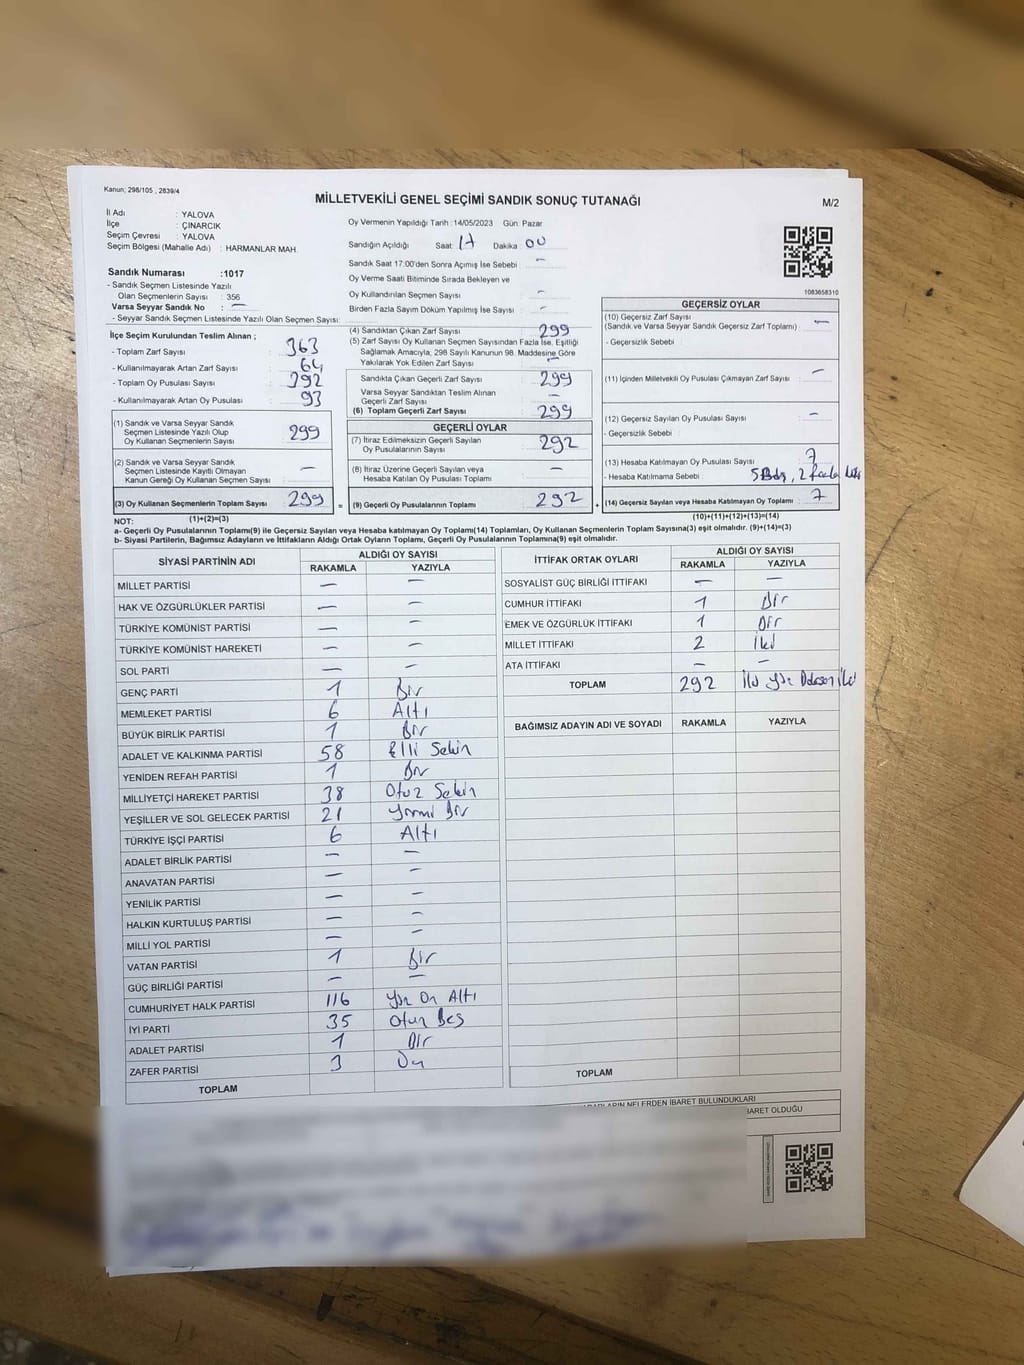 Kanun; 298/105 , 2839/4
MİLLETVEKİLİ GENEL SEÇİMİ SANDIK SONUÇ TUTANAĞI
M/2
İl Adı : YALOVA
İlçe : ÇINARCIK
Seçim Çevresi : YALOVA
Seçim Bölgesi (Mahalle Adı) : HARMANLAR MAH.
Sandık Numarası :1017
- Sandık Seçmen Listesinde Yazılı
Olan Seçmenlerin Sayısı : 356
Varsa Seyyar Sandık No : —
- Seyyar Sandık Seçmen Listesinde Yazılı Olan Seçmen Sayısı:
Oy Vermenin Yapıldığı Tarih :14/05/2023 Gün: Pazar
Sandığın Açıldığı Saat 17 Dakika 00
Sandık Saat 17:00'den Sonra Açımış İse Sebebi : —
Oy Verme Saati Bitiminde Sırada Bekleyen ve
Oy Kullandırılan Seçmen Sayısı : —
Birden Fazla Sayım Döküm Yapılmış İse Sayısı : —
1083658310
İlçe Seçim Kurulundan Teslim Alınan ;
- Toplam Zarf Sayısı : 363
- Kullanılmayarak Artan Zarf Sayısı : 64
- Toplam Oy Pusulası Sayısı : 392
- Kullanılmayarak Artan Oy Pusulası : 93
(1) Sandık ve Varsa Seyyar Sandık
Seçmen Listesinde Yazılı Olup
Oy Kullanan Seçmenlerin Sayısı 299
(2) Sandık ve Varsa Seyyar Sandık
Seçmen Listesinde Kayıtlı Olmayan
Kanun Gereği Oy Kullanan Seçmen Sayısı : —
(3) Oy Kullanan Seçmenlerin Toplam Sayısı 299
(1)+(2)=(3)
(4) Sandıktan Çıkan Zarf Sayısı : 299
(5) Zarf Sayısı Oy Kullanan Seçmen Sayısından Fazla İse, Eşitliği
Sağlamak Amacıyla, 298 Sayılı Kanunun 98. Maddesine Göre
Yakılarak Yok Edilen Zarf Sayısı : —
Sandıkta Çıkan Geçerli Zarf Sayısı : 299
Varsa Seyyar Sandıktan Teslim Alınan
Geçerli Zarf Sayısı : —
(6) Toplam Geçerli Zarf Sayısı : 299
GEÇERLİ OYLAR
(7) İtiraz Edilmeksizin Geçerli Sayılan
Oy Pusulalarının Sayısı : 292
(8) İtiraz Üzerine Geçerli Sayılan veya
Hesaba Katılan Oy Pusulası Toplamı : —
= (9) Geçerli Oy Pusulalarının Toplamı : 292
GEÇERSİZ OYLAR
(10) Geçersiz Zarf Sayısı
(Sandık ve Varsa Seyyar Sandık Geçersiz Zarf Toplamı) : —
- Geçersizlik Sebebi :
(11) İçinden Milletvekili Oy Pusulası Çıkmayan Zarf Sayısı : —
(12) Geçersiz Sayılan Oy Pusulası Sayısı : —
- Geçersizlik Sebebi :
(13) Hesaba Katılmayan Oy Pusulası Sayısı : 7
- Hesaba Katılmama Sebebi : 5 Boş, 2 fazla
+ (14) Geçersiz Sayılan veya Hesaba Katılmayan Oy Toplamı : 7
(10)+(11)+(12)+(13)=(14)
NOT:
a- Geçerli Oy Pusulalarının Toplamı(9) ile Geçersiz Sayılan veya Hesaba katılmayan Oy Toplamı(14) Toplamları, Oy Kullanan Seçmenlerin Toplam Sayısına(3) eşit olmalıdır. (9)+(14)=(3)
b- Siyasi Partilerin, Bağımsız Adayların ve İttifakların Aldığı Ortak Oyların Toplamı, Geçerli Oy Pusulalarının Toplamına(9) eşit olmalıdır.
SİYASİ PARTİNİN ADI ALDIĞI OY SAYISI
RAKAMLA YAZIYLA
MİLLET PARTİSİ — —
HAK VE ÖZGÜRLÜKLER PARTİSİ — —
TÜRKİYE KOMÜNİST PARTİSİ — —
TÜRKİYE KOMÜNİST HAREKETİ — —
SOL PARTİ — —
GENÇ PARTİ 1 Bir
MEMLEKET PARTİSİ 6 Altı
BÜYÜK BİRLİK PARTİSİ 1 Bir
ADALET VE KALKINMA PARTİSİ 58 Elli Sekiz
YENİDEN REFAH PARTİSİ 1 Bir
MİLLİYETÇİ HAREKET PARTİSİ 38 Otuz Sekiz
YEŞİLLER VE SOL GELECEK PARTİSİ 21 Yirmi Bir
TÜRKİYE İŞÇİ PARTİSİ 6 Altı
ADALET BİRLİK PARTİSİ — —
ANAVATAN PARTİSİ — —
YENİLİK PARTİSİ — —
HALKIN KURTULUŞ PARTİSİ — —
MİLLİ YOL PARTİSİ — —
VATAN PARTİSİ 1 Bir
GÜÇ BİRLİĞİ PARTİSİ — —
CUMHURİYET HALK PARTİSİ 116 Yüz On Altı
İYİ PARTİ 35 Otuz Beş
ADALET PARTİSİ 1 Bir
ZAFER PARTİSİ 3 Üç
TOPLAM
İTTİFAK ORTAK OYLARI ALDIĞI OY SAYISI
RAKAMLA YAZIYLA
SOSYALİST GÜÇ BİRLİĞİ İTTİFAKI — —
CUMHUR İTTİFAKI 1 Bir
EMEK VE ÖZGÜRLÜK İTTİFAKI 1 Bir
MİLLET İTTİFAKI 2 İki
ATA İTTİFAKI — —
TOPLAM 292 İki Yüz Doksan İki
BAĞIMSIZ ADAYIN ADI VE SOYADI RAKAMLA YAZIYLA
TOPLAM
NELERDEN İBARET BULUNDUKLARI
İBARET OLDUĞU